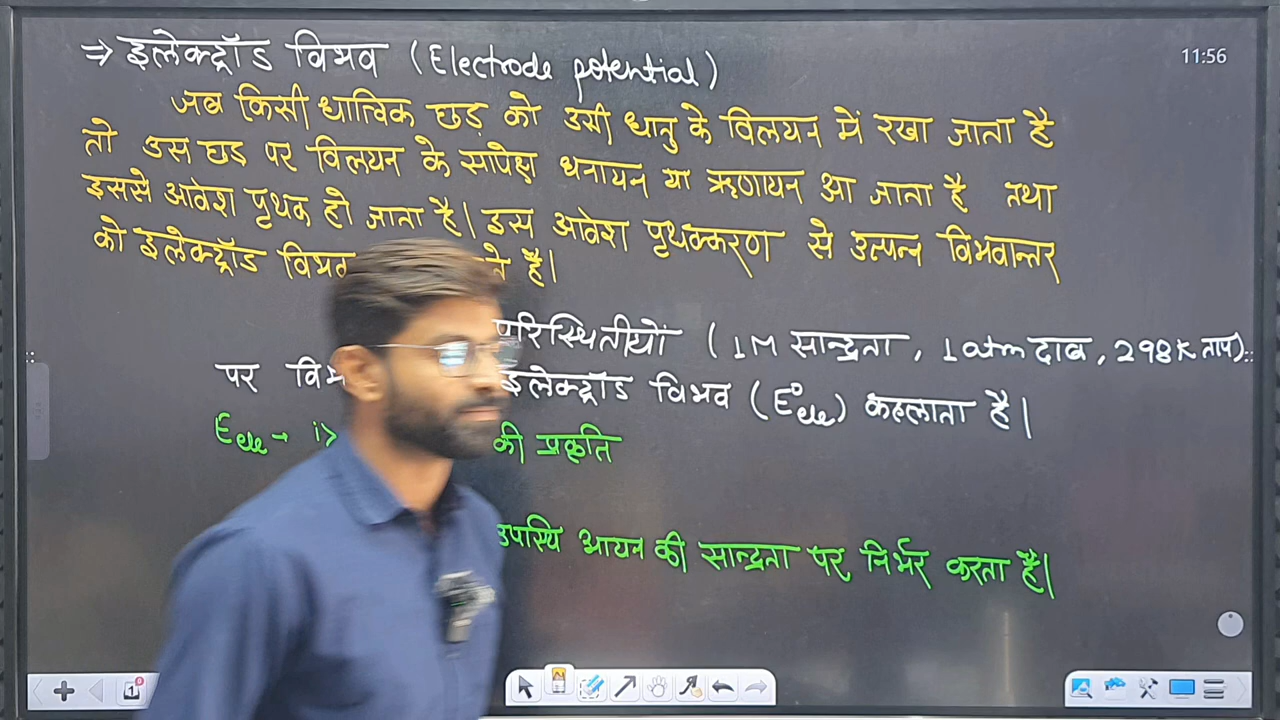 ⇒ इलेक्ट्रॉड विभव (Electrode potential)
11:56
जब किसी धात्विक छड़ को उसी धातु के विलयन में रखा जाता है
तो उस छड पर विलयन के सापेक्ष धनायन या ऋणायन आ जाता है तथा
इससे आवेश पृथक हो जाता है। इस आवेश पृथक्करण से उत्पन्न विभवान्तर
को इलेक्ट्रॉड है।
परिस्थितीयों (1M सान्द्रता, 1atm दाब, 298K ताप)
पर इलेक्ट्रॉड विभव (E°ele) कहलाता है।
Eele → i> की प्रकृति
आयन की सान्द्रता पर निर्भर करता है।
1